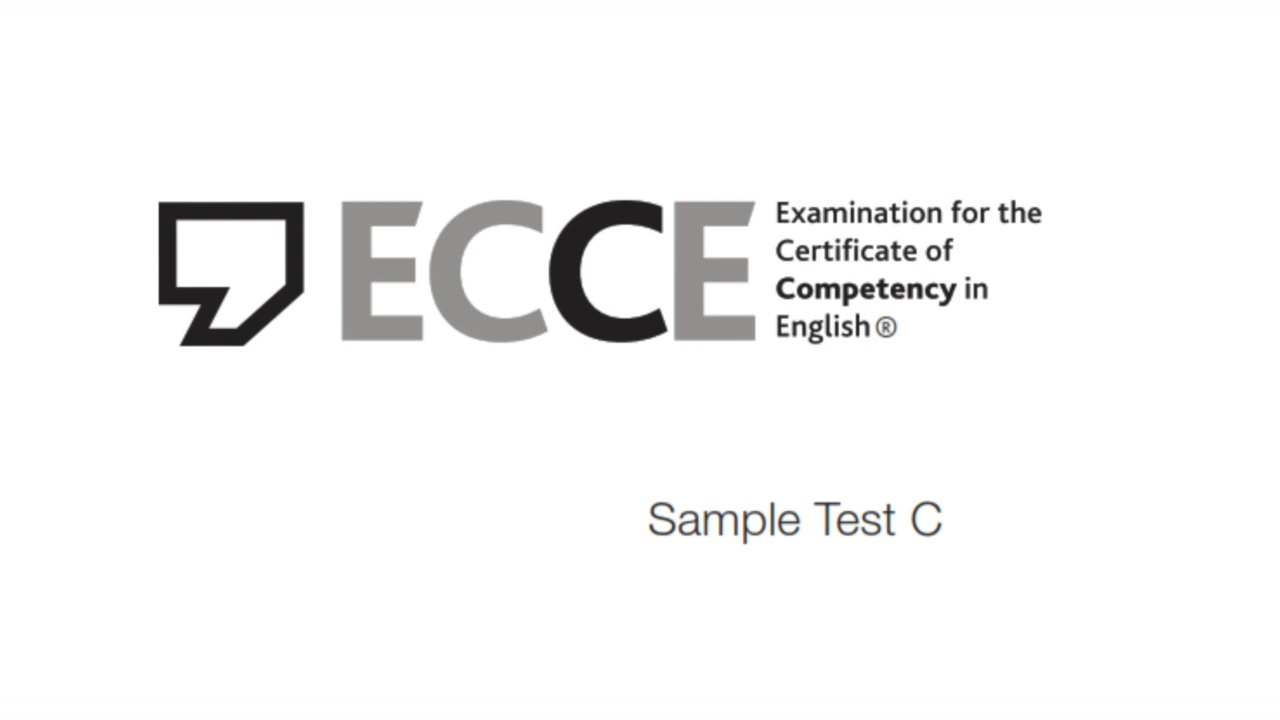 ECCE
Examination for the
Certificate of
Competency in
English®
Sample Test C